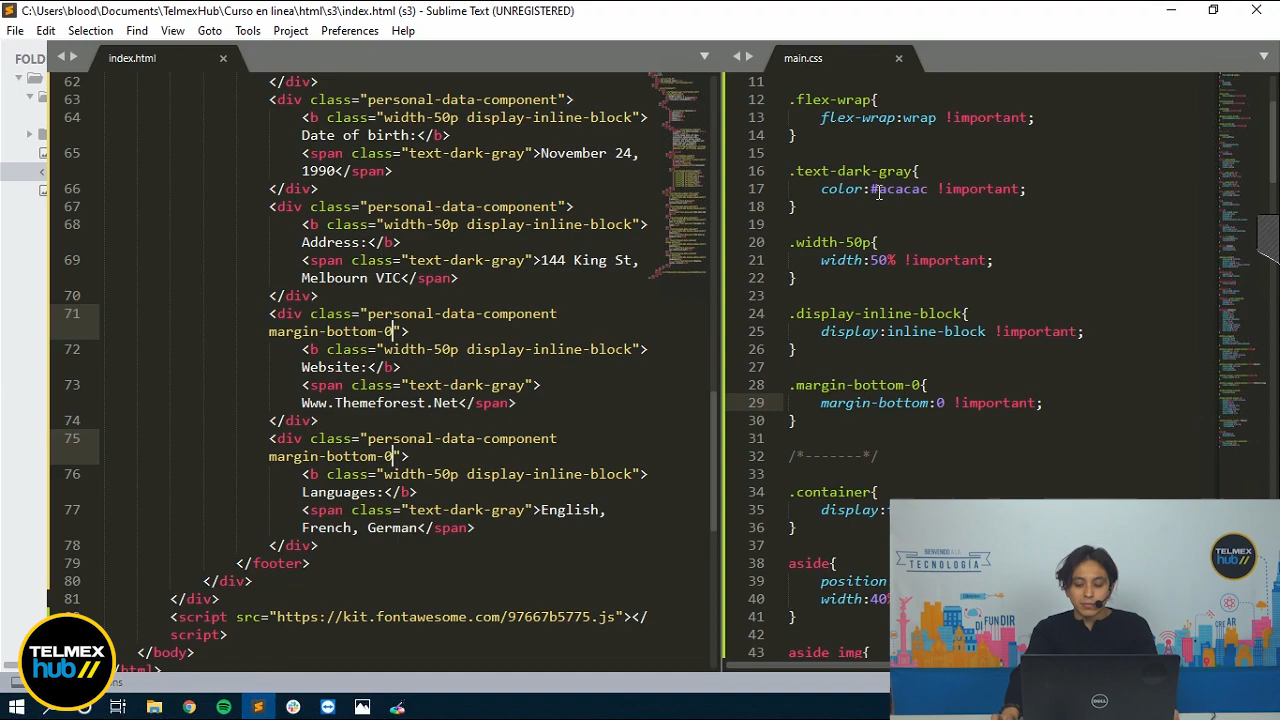 C:\Users\blood\Documents\TelmexHub\Curso en linea\html\s3\index.html (s3) - Sublime Text (UNREGISTERED)
File Edit Selection Find View Goto Tools Project Preferences Help
FOLD
index.html
62 </div>
63 <div class="personal-data-component">
64 <b class="width-50p display-inline-block">
Date of birth:</b>
65 <span class="text-dark-gray">November 24,
1990</span>
66 </div>
67 <div class="personal-data-component">
68 <b class="width-50p display-inline-block">
Address:</b>
69 <span class="text-dark-gray">144 King St,
Melbourn VIC</span>
70 </div>
71 <div class="personal-data-component
margin-bottom-0">
72 <b class="width-50p display-inline-block">
Website:</b>
73 <span class="text-dark-gray">
Www.Themeforest.Net</span>
74 </div>
75 <div class="personal-data-component
margin-bottom-0">
76 <b class="width-50p display-inline-block">
Languages:</b>
77 <span class="text-dark-gray">English,
French, German</span>
78 </div>
79 </footer>
80 </div>
81 </div>
<script src="https://kit.fontawesome.com/97667b5775.js"></
script>
</body>
html>
main.css
11
12 .flex-wrap{
13 flex-wrap:wrap !important;
14 }
15
16 .text-dark-gray{
17 color:#acacac !important;
18 }
19
20 .width-50p{
21 width:50% !important;
22 }
23
24 .display-inline-block{
25 display:inline-block !important;
26 }
27
28 .margin-bottom-0{
29 margin-bottom:0 !important;
30 }
31
32 /*-------*/
33
34 .container{
35 display:
36 }
37
38 aside{
39 position
40 width:40%
41 }
42
43 aside img{
BIENVENIDO A LA
TECNOLOGÍA
TELMEX
hub
DI FUNDIR
CRE AR
DELL
TELMEX
hub